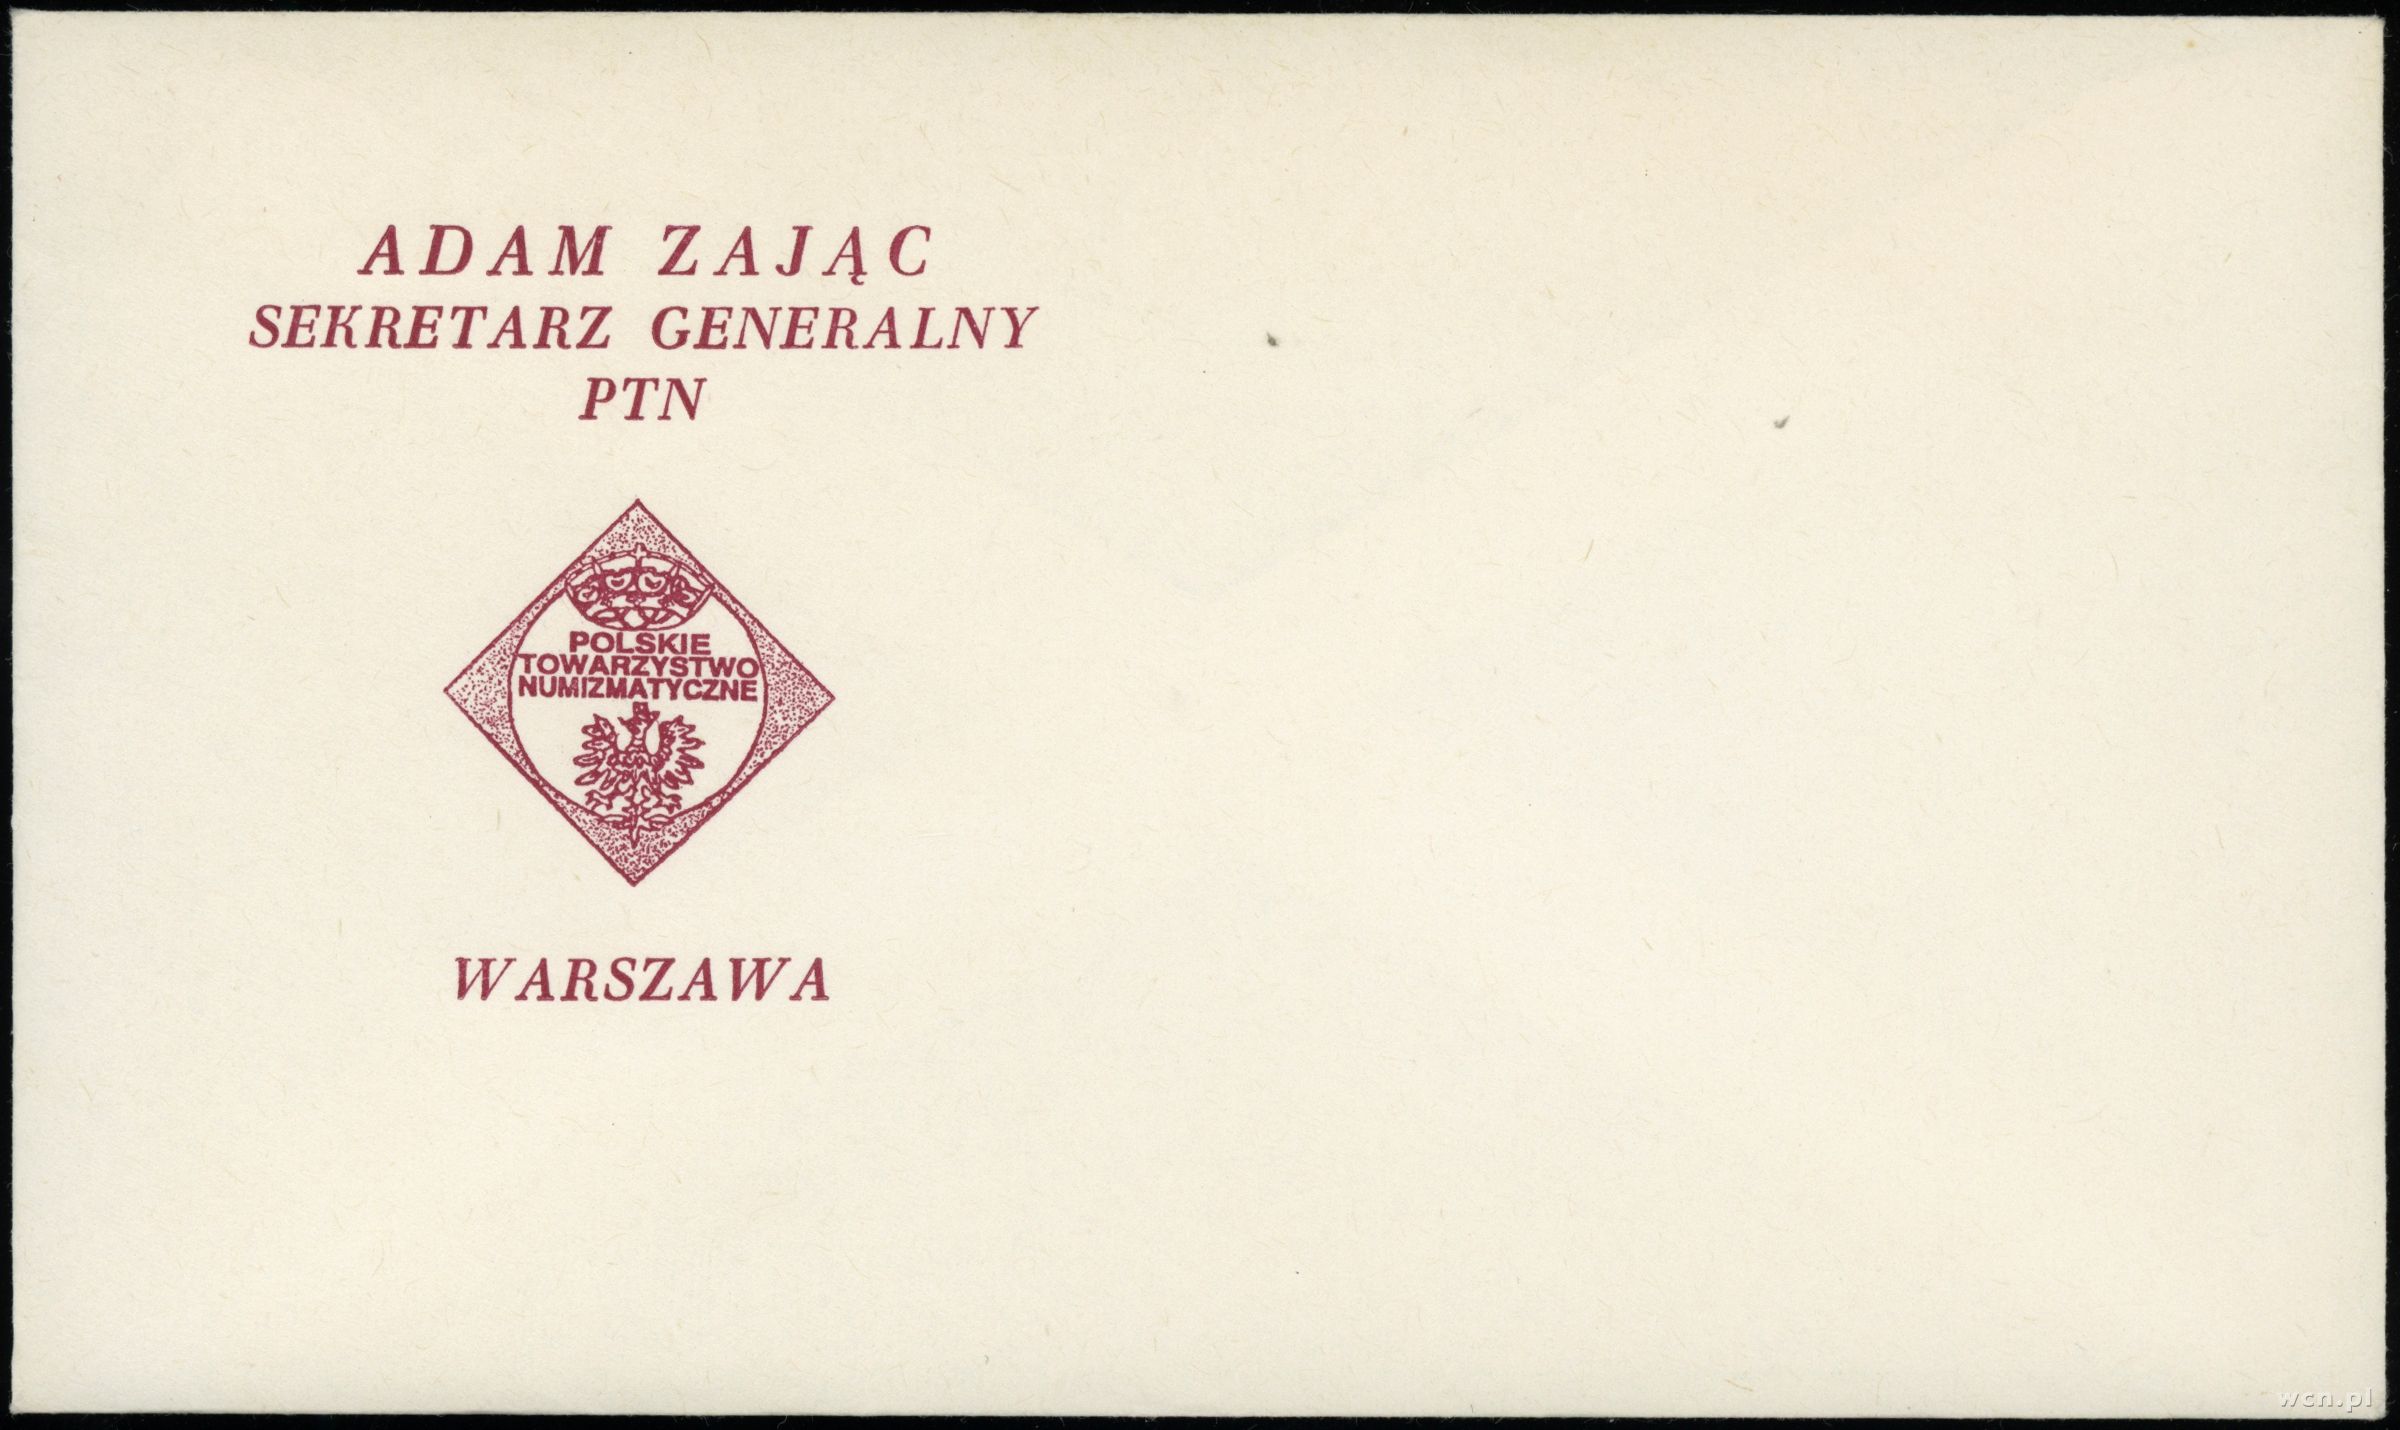 ADAM ZAJĄC
SEKRETARZ GENERALNY
PTN
POLSKIE
TOWARZYSTWO
NUMIZMATYCZNE
WARSZAWA
wcn.pl